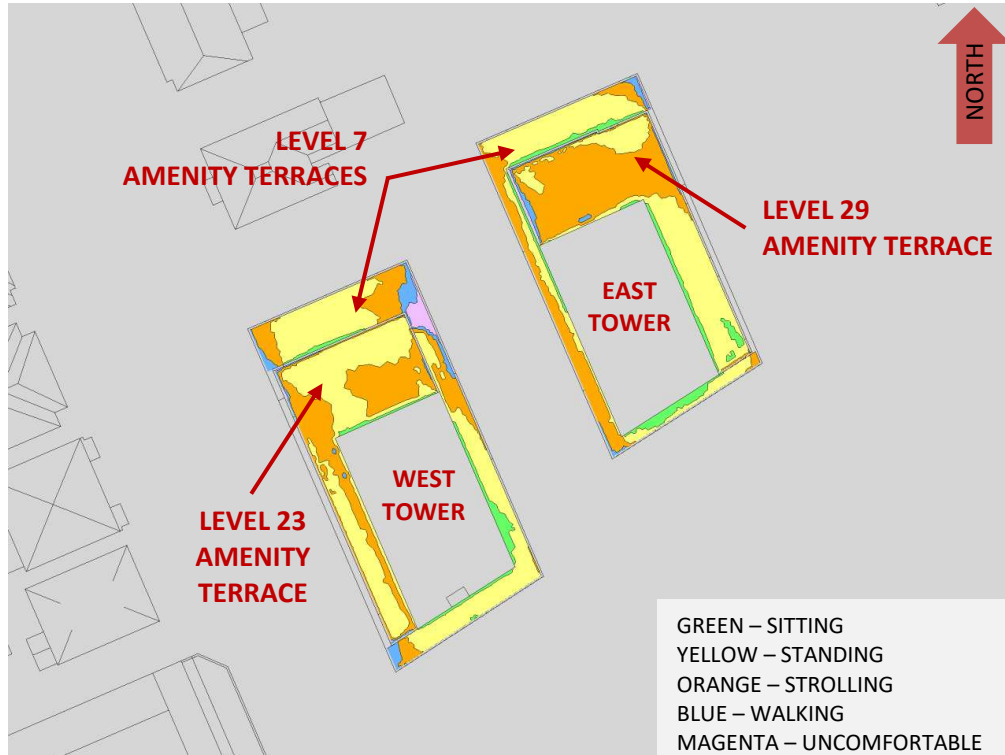 NORTH
LEVEL 7
AMENITY TERRACES
LEVEL 29
AMENITY TERRACE
EAST
TOWER
WEST
TOWER
LEVEL 23
AMENITY
TERRACE
GREEN – SITTING
YELLOW – STANDING
ORANGE – STROLLING
BLUE – WALKING
MAGENTA – UNCOMFORTABLE